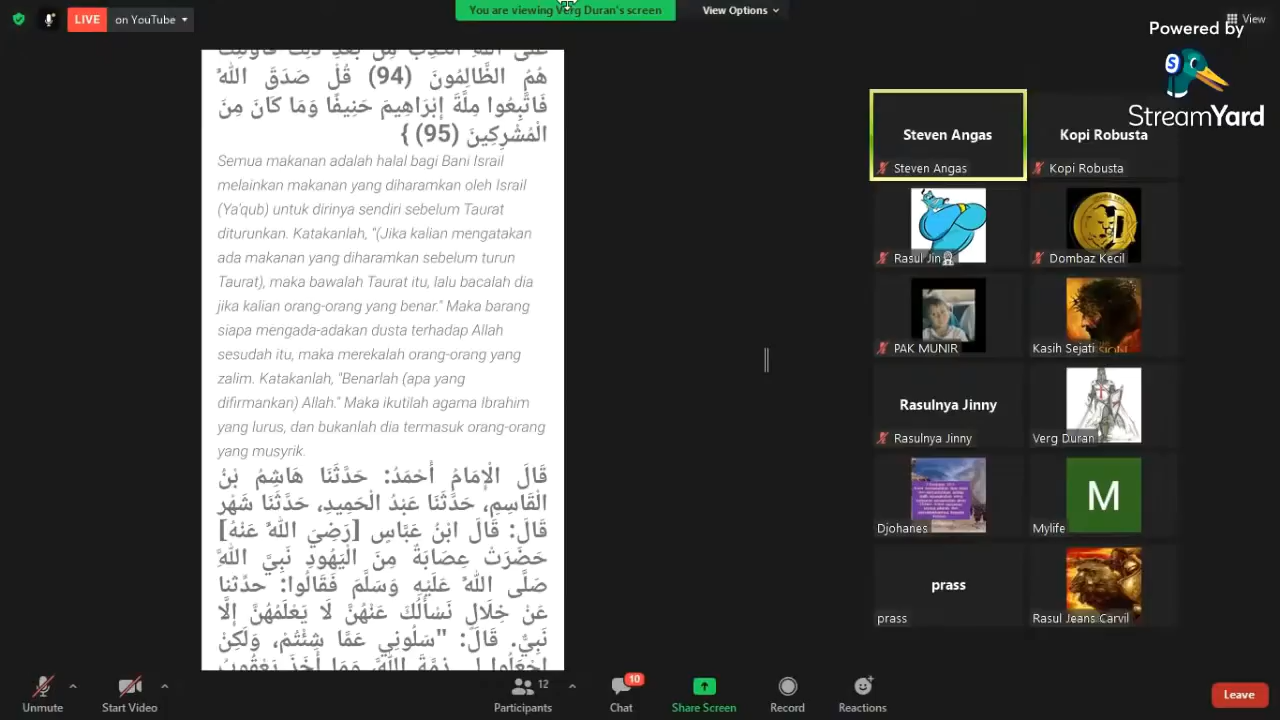 LIVE
on YouTube
You are viewing Verg Duran's screen
View Options
View
Powered by
StreamYard
هُمُ الظَّالِمُونَ (94) قُلْ صَدَقَ اللَّهُ
فَاتَّبِعُوا مِلَّةَ إِبْرَاهِيمَ حَنِيفًا وَمَا كَانَ مِنَ
الْمُشْرِكِينَ (95) }
Semua makanan adalah halal bagi Bani Israil
melainkan makanan yang diharamkan oleh Israil
(Ya'qub) untuk dirinya sendiri sebelum Taurat
diturunkan. Katakanlah, "(Jika kalian mengatakan
ada makanan yang diharamkan sebelum turun
Taurat), maka bawalah Taurat itu, lalu bacalah dia
jika kalian orang-orang yang benar." Maka barang
siapa mengada-adakan dusta terhadap Allah
sesudah itu, maka merekalah orang-orang yang
zalim. Katakanlah, "Benarlah (apa yang
difirmankan) Allah." Maka ikutilah agama Ibrahim
yang lurus, dan bukanlah dia termasuk orang-orang
yang musyrik.
قَالَ الْإِمَامُ أَحْمَدُ: حَدَّثَنَا هَاشِمُ بْنُ
الْقَاسِمِ، حَدَّثَنَا عَبْدُ الْحَمِيدِ، حَدَّثَنَا شَهْرٌ
قَالَ: قَالَ ابْنُ عَبَّاسٍ [رَضِيَ اللَّهُ عَنْهُ]
حَضَرَتْ عِصَابَةٌ مِنَ الْيَهُودِ نَبِيَّ اللَّهِ
صَلَّى اللَّهُ عَلَيْهِ وَسَلَّمَ فَقَالُوا: حدِّثنا
عَنْ خِلَالٍ نَسْأَلُكَ عَنْهُنَّ لَا يَعْلَمُهُنَّ إِلَّا
نَبِيٌّ. قَالَ: "سَلُونِي عَمَّا شِئْتُمْ، وَلَكِنِ
Steven Angas
Steven Angas
Kopi Robusta
Kopi Robusta
Rasul Jin
Dombaz Kecil
PAK MUNIR
Kasih Sejati
Rasulnya Jinny
Rasulnya Jinny
Verg Duran
Djohanes
M
Mylife
prass
prass
Rasul Jeans Carvil
Unmute
Start Video
12
Participants
10
Chat
Share Screen
Record
Reactions
Leave